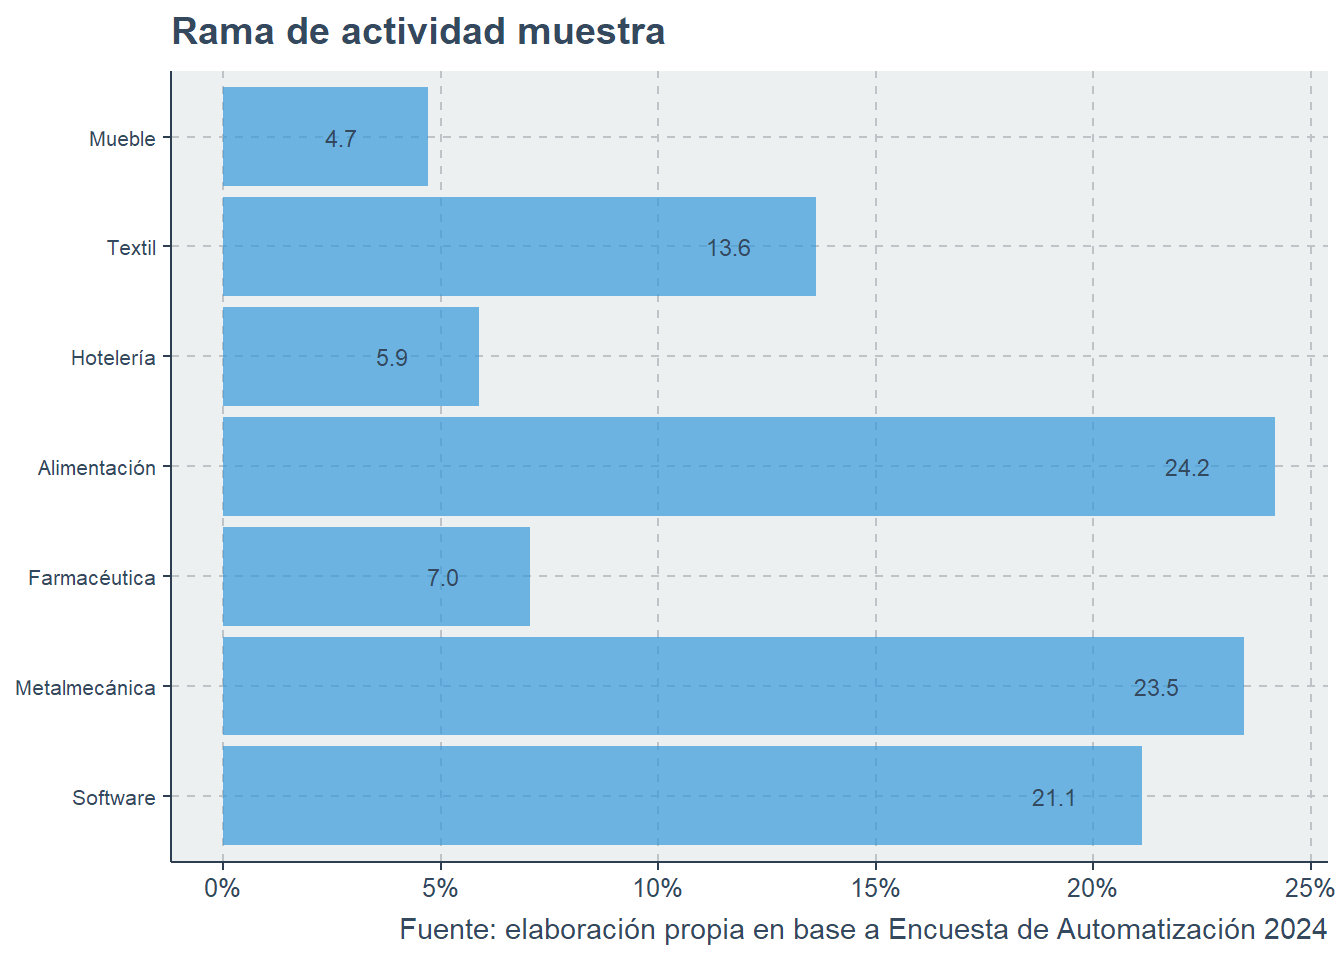 Rama de actividad muestra
Mueble
4.7
Textil
13.6
Hotelería
5.9
Alimentación
24.2
Farmacéutica
7.0
Metalmecánica
23.5
Software
21.1
0% 5% 10% 15% 20% 25%
Fuente: elaboración propia en base a Encuesta de Automatización 2024